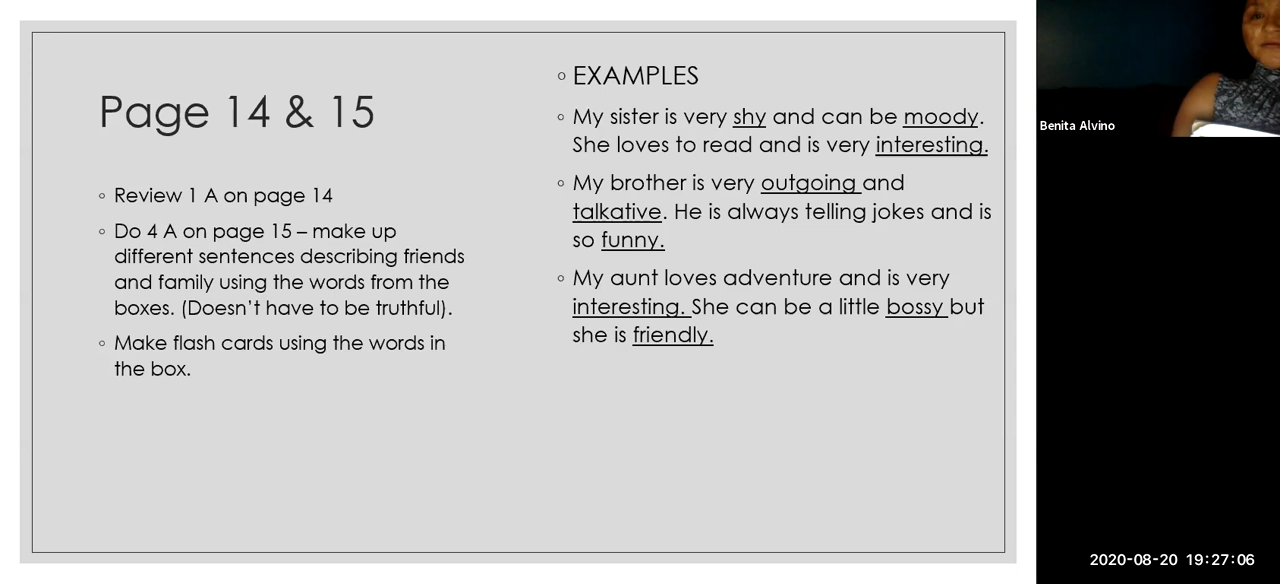 Page 14 & 15
◦ Review 1 A on page 14
◦ Do 4 A on page 15 – make up
different sentences describing friends
and family using the words from the
boxes. (Doesn't have to be truthful).
◦ Make flash cards using the words in
the box.
◦ EXAMPLES
◦ My sister is very shy and can be moody.
She loves to read and is very interesting.
◦ My brother is very outgoing and
talkative. He is always telling jokes and is
so funny.
◦ My aunt loves adventure and is very
interesting. She can be a little bossy but
she is friendly.
Benita Alvino
2020-08-20 19:27:06